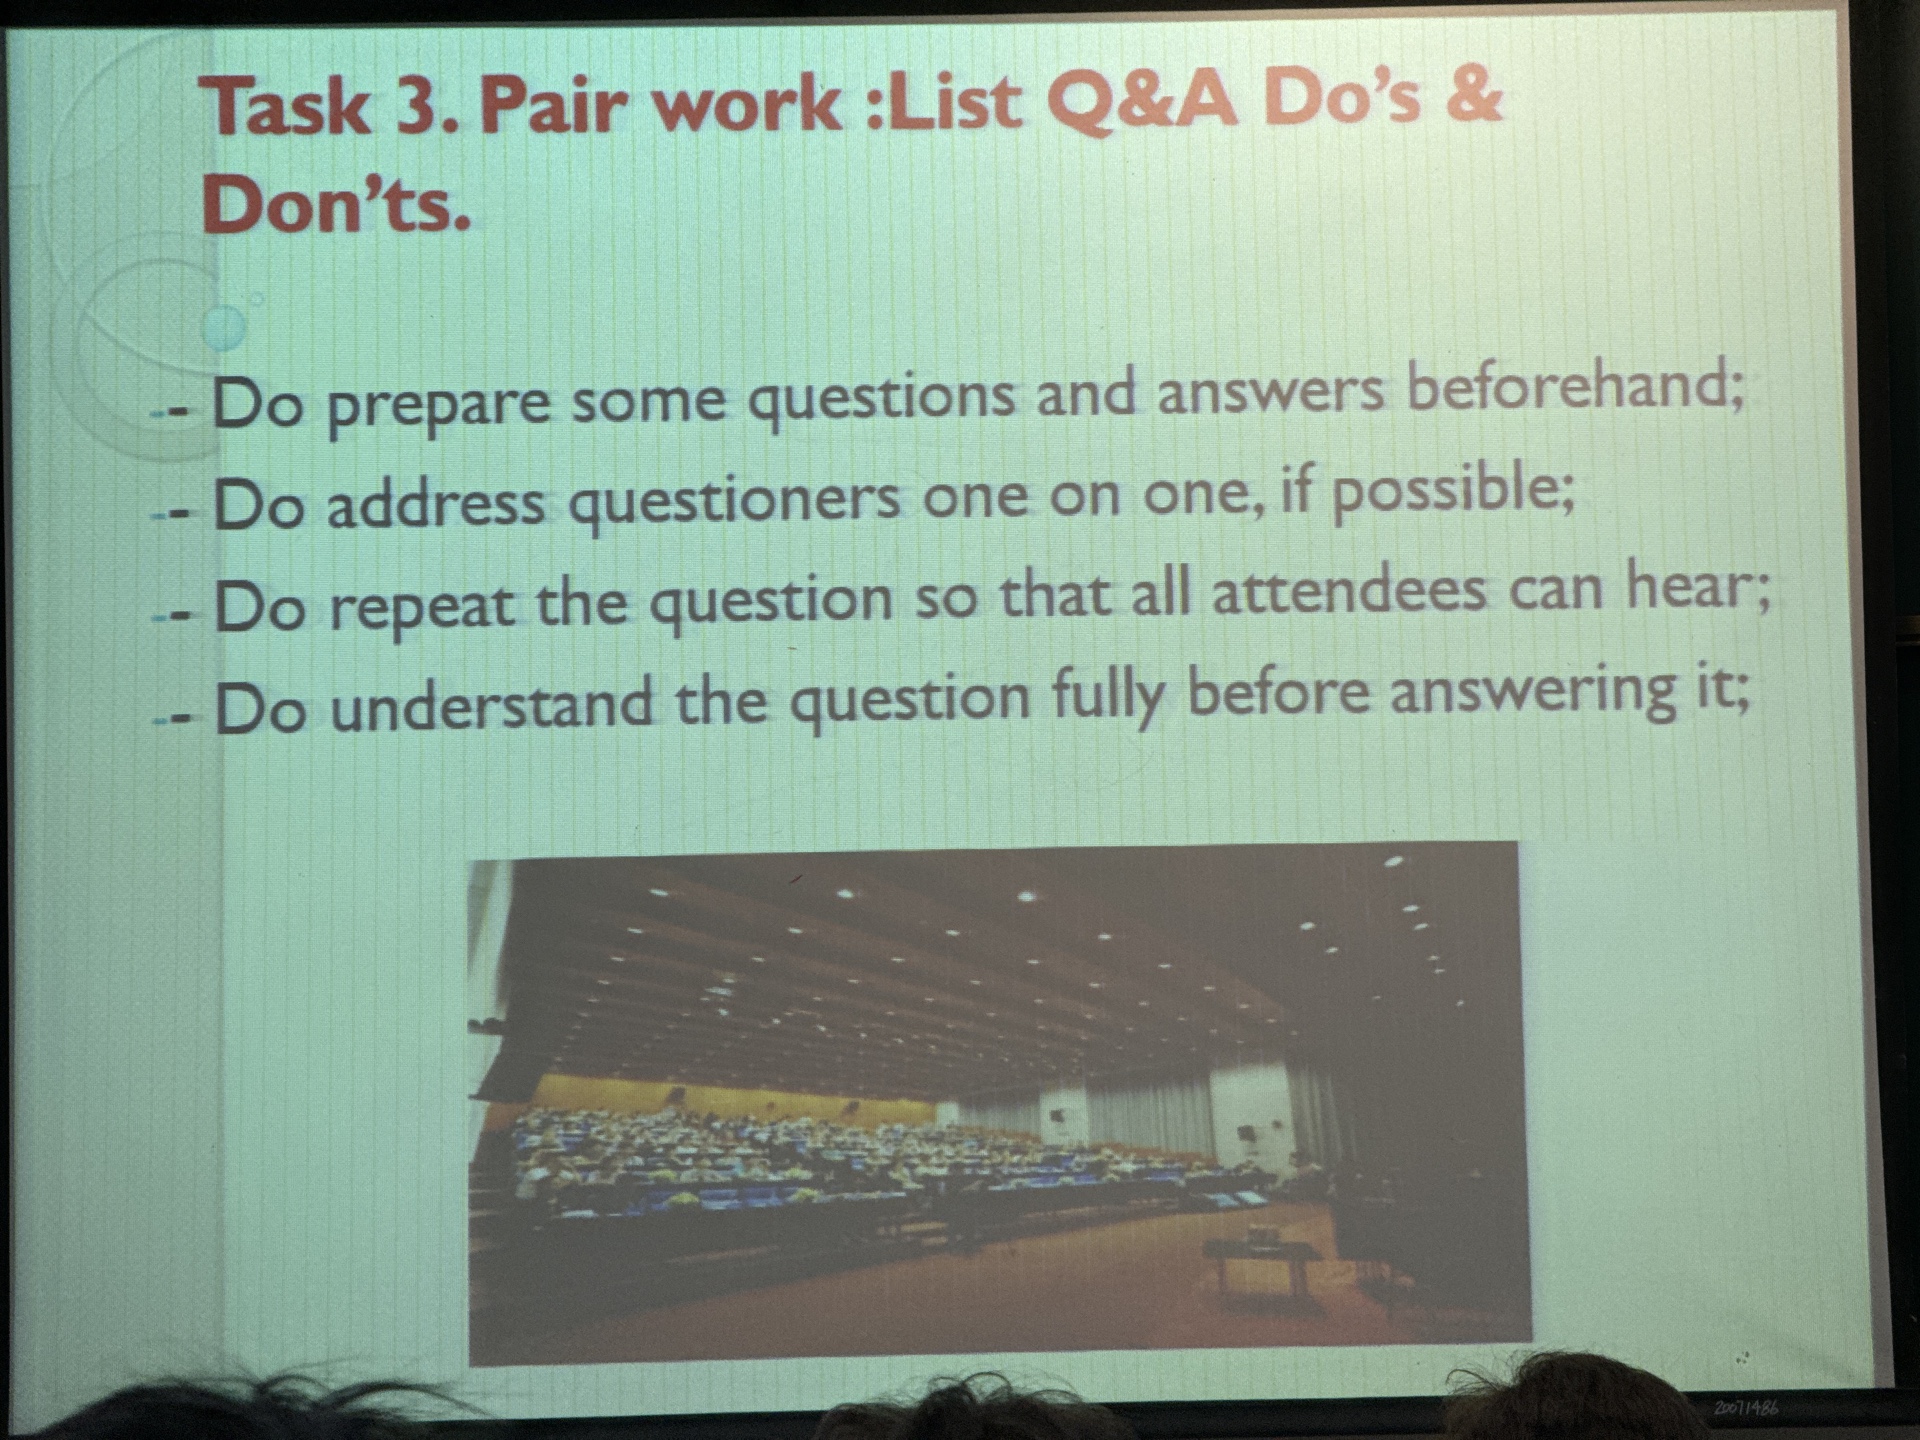 Task 3. Pair work :List Q&A Do's &
Don'ts.
-- Do prepare some questions and answers beforehand;
-- Do address questioners one on one, if possible;
-- Do repeat the question so that all attendees can hear;
-- Do understand the question fully before answering it;
20071486